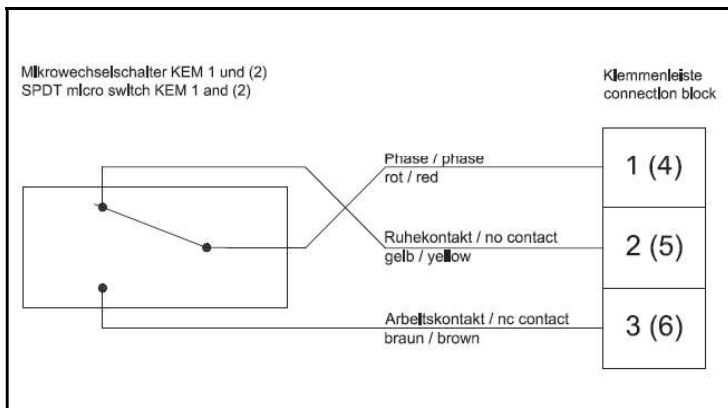 Mikrowechselschalter KEM 1 und (2)
SPDT micro switch KEM 1 and (2)
Klemmenleiste
connection block
Phase / phase
rot / red
1 (4)
Ruhekontakt / no contact
gelb / yellow
2 (5)
Arbeitskontakt / nc contact
braun / brown
3 (6)